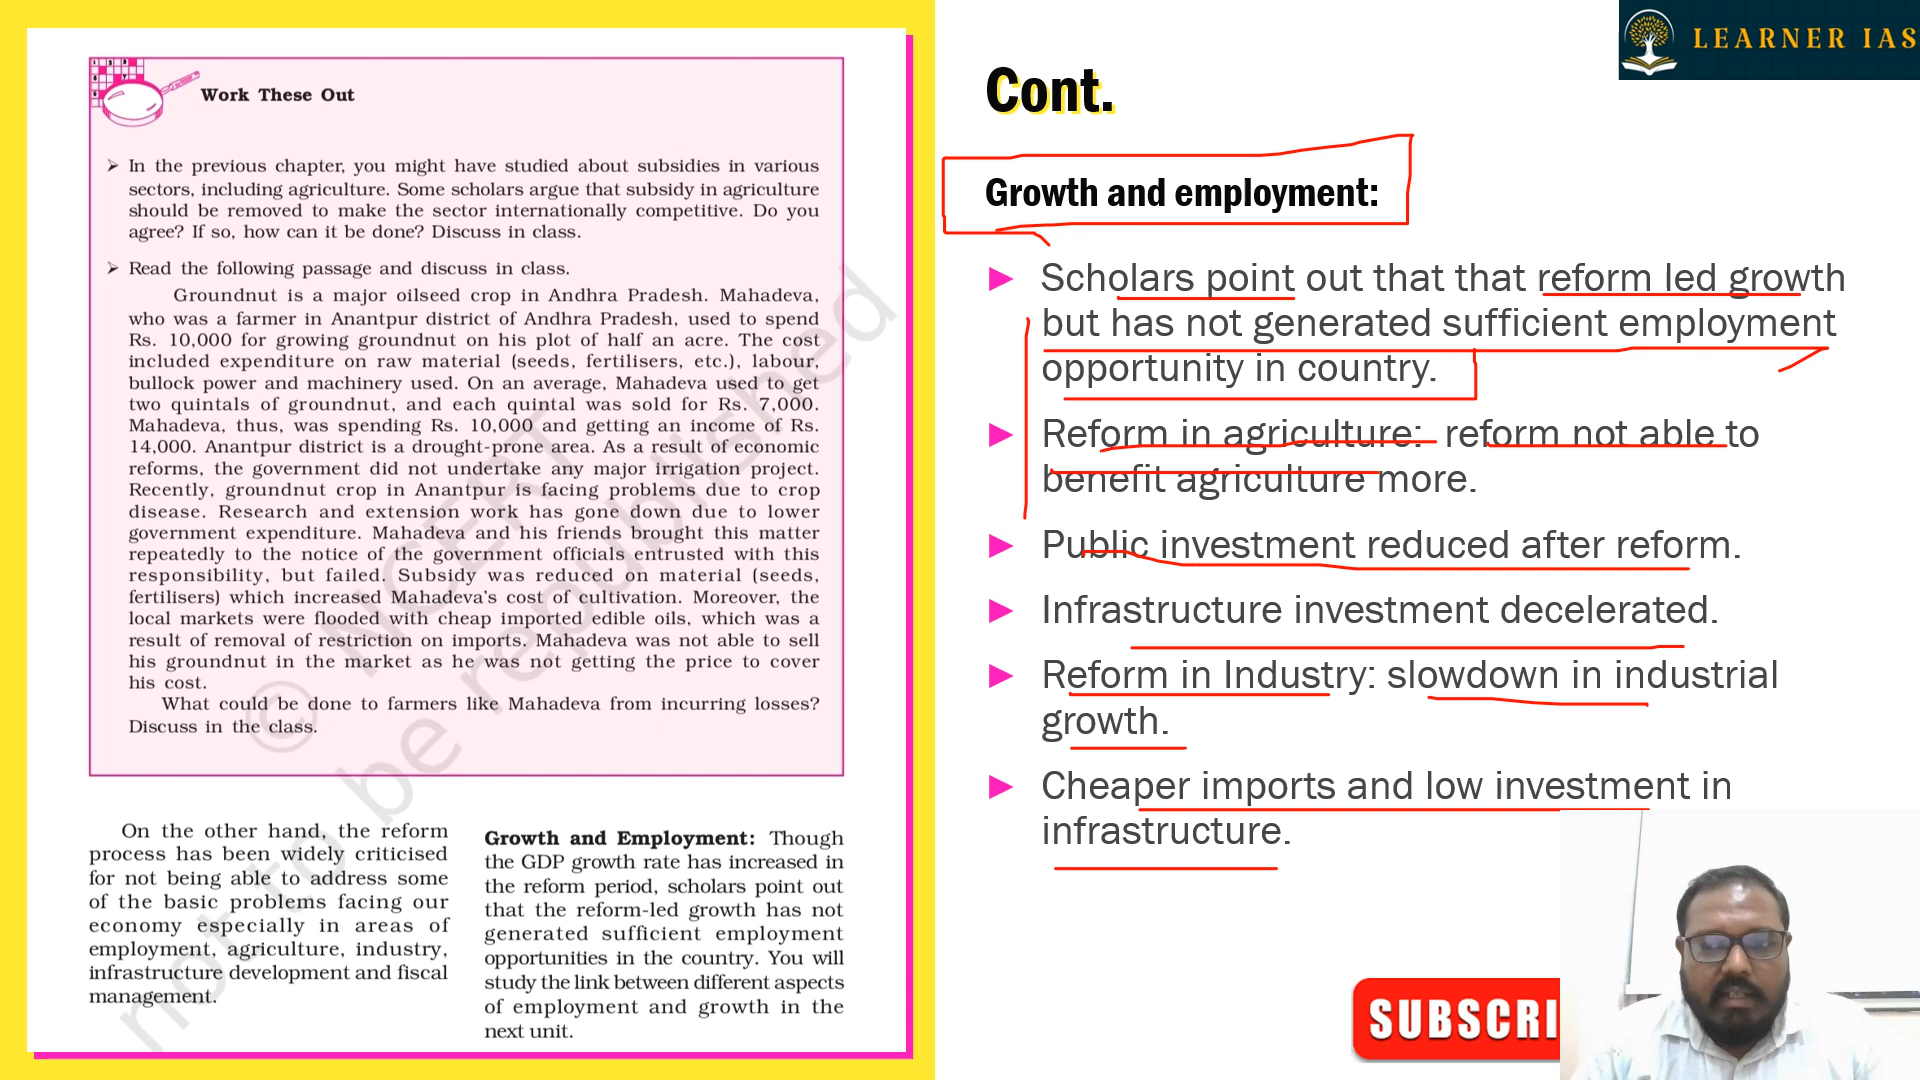 Work These Out
In the previous chapter, you might have studied about subsidies in various
sectors, including agriculture. Some scholars argue that subsidy in agriculture
should be removed to make the sector internationally competitive. Do you
agree? If so, how can it be done? Discuss in class.
Read the following passage and discuss in class.
Groundnut is a major oilseed crop in Andhra Pradesh. Mahadeva,
who was a farmer in Anantpur district of Andhra Pradesh, used to spend
Rs. 10,000 for growing groundnut on his plot of half an acre. The cost
included expenditure on raw material (seeds, fertilisers, etc.), labour,
bullock power and machinery used. On an average, Mahadeva used to get
two quintals of groundnut, and each quintal was sold for Rs. 7,000.
Mahadeva, thus, was spending Rs. 10,000 and getting an income of Rs.
14,000. Anantpur district is a drought-prone area. As a result of economic
reforms, the government did not undertake any major irrigation project.
Recently, groundnut crop in Anantpur is facing problems due to crop
disease. Research and extension work has gone down due to lower
government expenditure. Mahadeva and his friends brought this matter
repeatedly to the notice of the government officials entrusted with this
responsibility, but failed. Subsidy was reduced on material (seeds,
fertilisers) which increased Mahadeva's cost of cultivation. Moreover, the
local markets were flooded with cheap imported edible oils, which was a
result of removal of restriction on imports. Mahadeva was not able to sell
his groundnut in the market as he was not getting the price to cover
his cost.
What could be done to farmers like Mahadeva from incurring losses?
Discuss in the class.
On the other hand, the reform
process has been widely criticised
for not being able to address some
of the basic problems facing our
economy especially in areas of
employment, agriculture, industry,
infrastructure development and fiscal
management.
Growth and Employment: Though
the GDP growth rate has increased in
the reform period, scholars point out
that the reform-led growth has not
generated sufficient employment
opportunities in the country. You will
study the link between different aspects
of employment and growth in the
next unit.
© NCERT
not to be republished
LEARNER IAS
Cont.
Growth and employment:
Scholars point out that that reform led growth
but has not generated sufficient employment
opportunity in country.
Reform in agriculture: reform not able to
benefit agriculture more.
Public investment reduced after reform.
Infrastructure investment decelerated.
Reform in Industry: slowdown in industrial
growth.
Cheaper imports and low investment in
infrastructure.
SUBSCRI